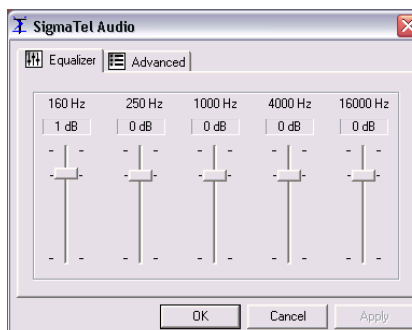 SigmaTel Audio
Equalizer Advanced
160 Hz 250 Hz 1000 Hz 4000 Hz 16000 Hz
1 dB 0 dB 0 dB 0 dB 0 dB
OK Cancel Apply